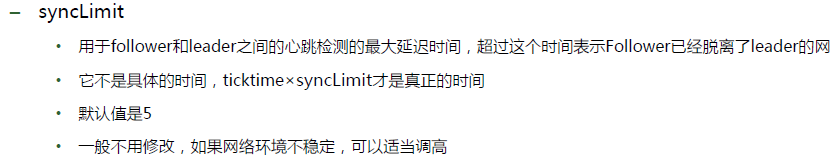 – syncLimit
• 用于follower和leader之间的心跳检测的最大延迟时间，超过这个时间表示Follower已经脱离了leader的网
• 它不是具体的时间，ticktime×syncLimit才是真正的时间
• 默认值是5
• 一般不用修改，如果网络环境不稳定，可以适当调高